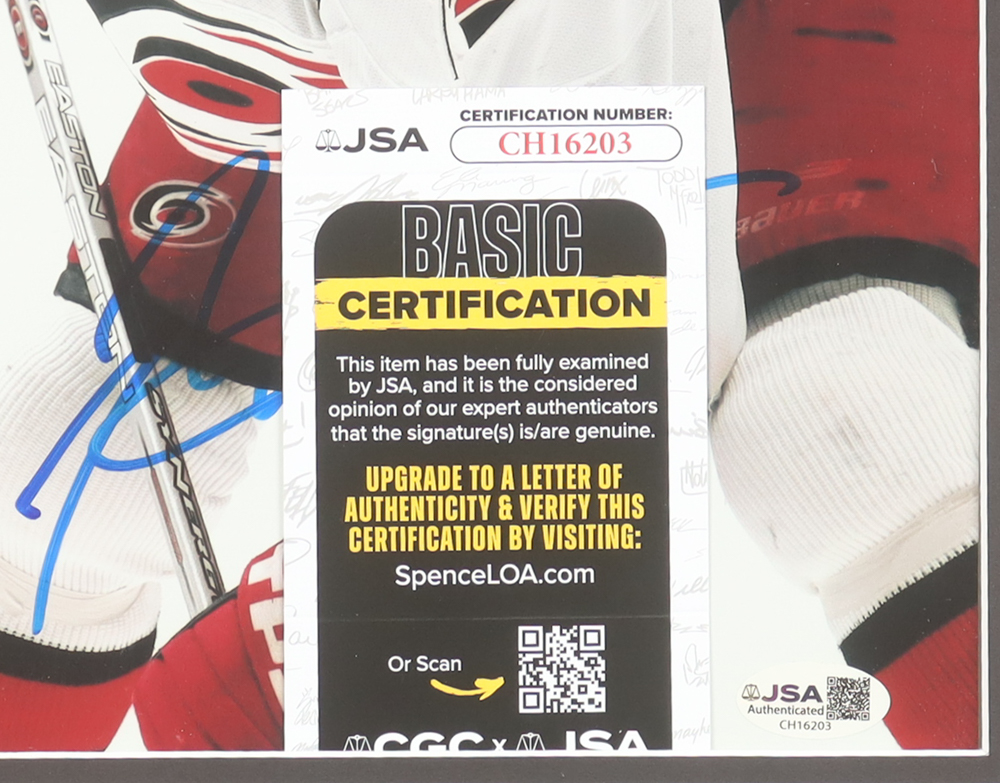 EASTON
EASTON
SYNERGY
BAUER
JSA
CERTIFICATION NUMBER:
CH16203
BASIC
CERTIFICATION
This item has been fully examined
by JSA, and it is the considered
opinion of our expert authenticators
that the signature(s) is/are genuine.
UPGRADE TO A LETTER OF
AUTHENTICITY & VERIFY THIS
CERTIFICATION BY VISITING:
SpenceLOA.com
Or Scan
CGC x JSA
JSA
Authenticated
CH16203